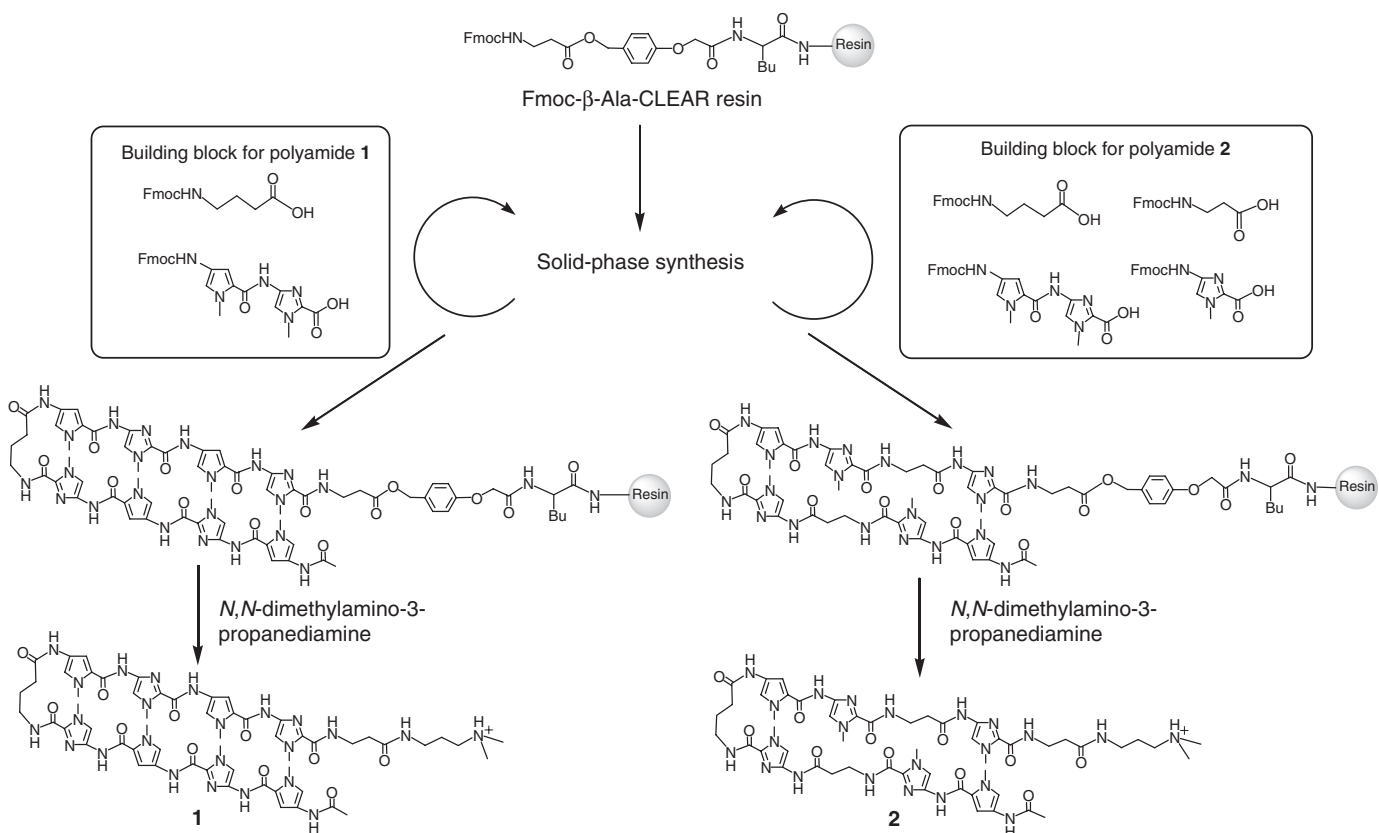 FmocHN
O
O
O
O
H
N
O
N
H
Bu
Resin
Fmoc-β-Ala-CLEAR resin
Building block for polyamide 1
FmocHN
O
OH
FmocHN
N
O
H
N
N
N
O
OH
Solid-phase synthesis
Building block for polyamide 2
FmocHN
O
OH
FmocHN
O
OH
FmocHN
N
O
H
N
N
N
O
OH
FmocHN
N
N
O
OH
Resin
Bu
Resin
Bu
N,N-dimethylamino-3-
propanediamine
N,N-dimethylamino-3-
propanediamine
1
2